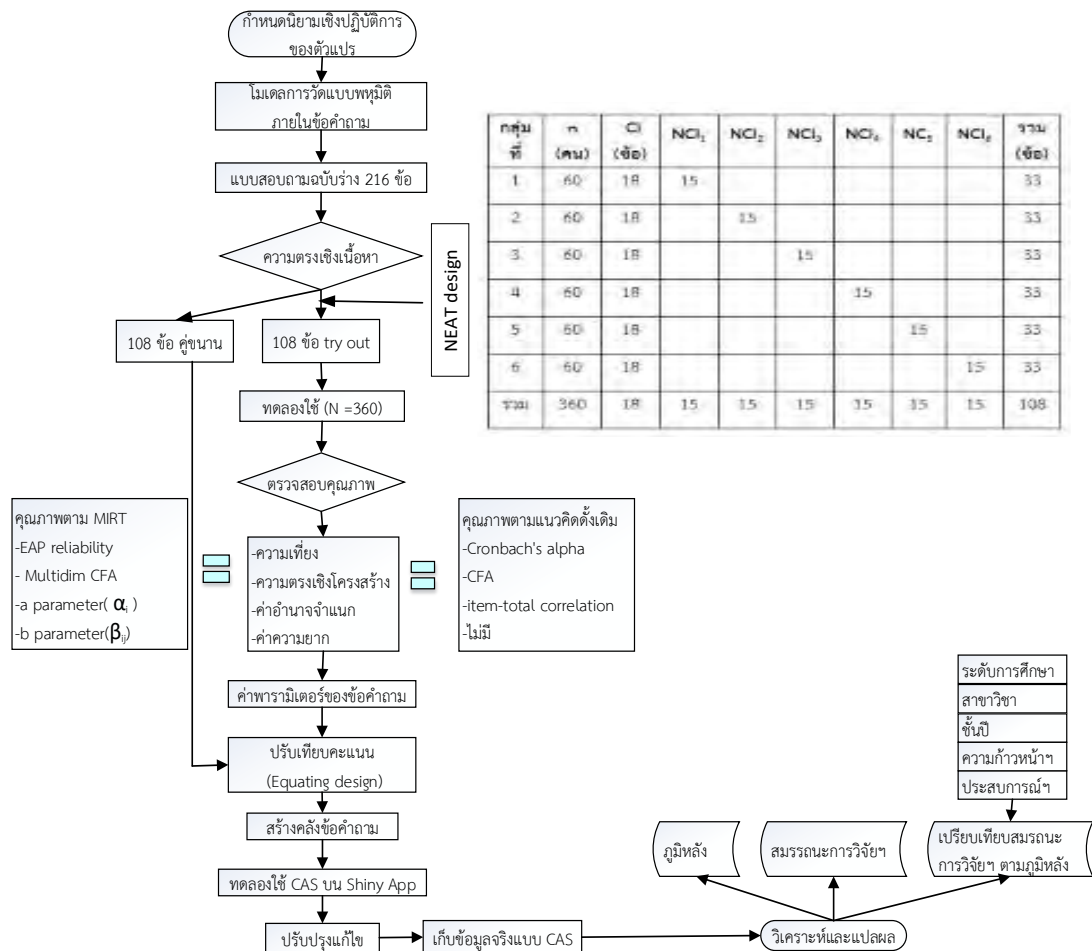 กำหนดนิยามเชิงปฏิบัติการ
ของตัวแปร
โมเดลการวัดแบบพหุมิติ
ภายในข้อคำถาม
แบบสอบถามฉบับร่าง 216 ข้อ
ความตรงเชิงเนื้อหา
NEAT design
108 ข้อ คู่ขนาน
108 ข้อ try out
ทดลองใช้ (N =360)
ตรวจสอบคุณภาพ
กลุ่มที่ n (คน) CI (ข้อ) NCI₁ NCI₂ NCI₃ NCI₄ NC₅ NCI₆ รวม (ข้อ)
1 60 18 15 33
2 60 18 15 33
3 60 18 15 33
4 60 18 15 33
5 60 18 15 33
6 60 18 15 33
รวม 360 18 15 15 15 15 15 15 108
คุณภาพตาม MIRT
-EAP reliability
- Multidim CFA
-a parameter( αᵢ )
-b parameter(βᵢⱼ)
-ความเที่ยง
-ความตรงเชิงโครงสร้าง
-ค่าอำนาจจำแนก
-ค่าความยาก
คุณภาพตามแนวคิดดั้งเดิม
-Cronbach's alpha
-CFA
-item-total correlation
-ไม่มี
ค่าพารามิเตอร์ของข้อคำถาม
ปรับเทียบคะแนน
(Equating design)
สร้างคลังข้อคำถาม
ทดลองใช้ CAS บน Shiny App
ปรับปรุงแก้ไข
เก็บข้อมูลจริงแบบ CAS
วิเคราะห์และแปลผล
ภูมิหลัง
สมรรถนะการวิจัยฯ
เปรียบเทียบสมรถนะ
การวิจัยฯ ตามภูมิหลัง
ระดับการศึกษา
สาขาวิชา
ชั้นปี
ความก้าวหน้าฯ
ประสบการณ์ฯ